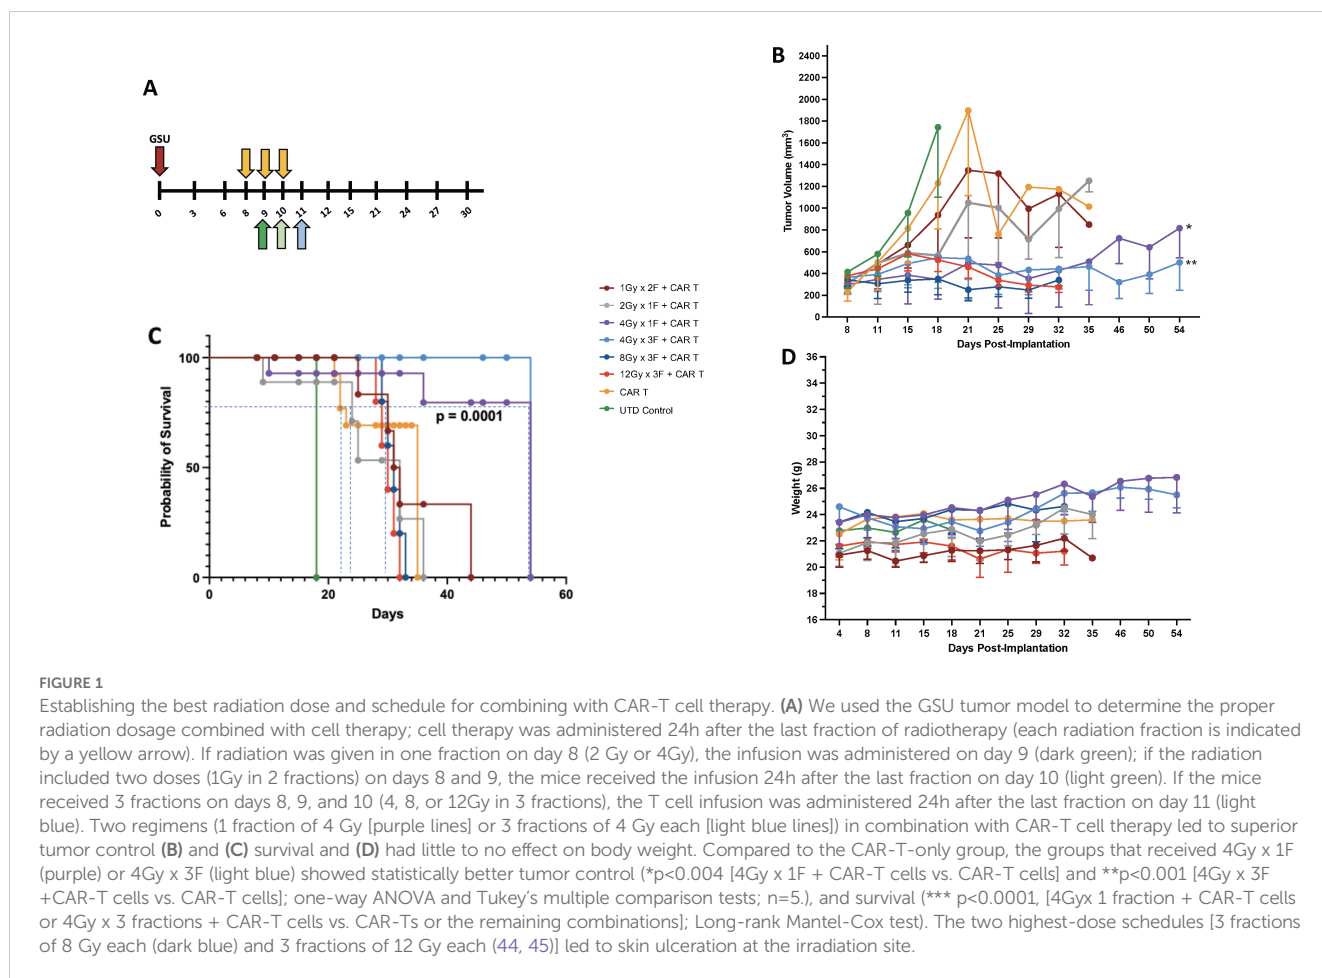 A
GSU
0 3 6 8 9 10 11 12 15 21 24 27 30
B
Tumor Volume (mm³)
2400
2200
2000
1800
1600
1400
1200
1000
800
600
400
200
0
*
**
8 11 15 18 21 25 29 32 35 46 50 54
Days Post-Implantation
1Gy x 2F + CAR T
2Gy x 1F + CAR T
4Gy x 1F + CAR T
4Gy x 3F + CAR T
8Gy x 3F + CAR T
12Gy x 3F + CAR T
CAR T
UTD Control
C
Probability of Survival
100
50
0
p = 0.0001
0 20 40 60
Days
D
Weight (g)
36
34
32
30
28
26
24
22
20
18
16
4 8 11 15 18 21 25 29 32 35 46 50 54
Days Post-Implantation
FIGURE 1
Establishing the best radiation dose and schedule for combining with CAR-T cell therapy. (A) We used the GSU tumor model to determine the proper
radiation dosage combined with cell therapy; cell therapy was administered 24h after the last fraction of radiotherapy (each radiation fraction is indicated
by a yellow arrow). If radiation was given in one fraction on day 8 (2 Gy or 4Gy), the infusion was administered on day 9 (dark green); if the radiation
included two doses (1Gy in 2 fractions) on days 8 and 9, the mice received the infusion 24h after the last fraction on day 10 (light green). If the mice
received 3 fractions on days 8, 9, and 10 (4, 8, or 12Gy in 3 fractions), the T cell infusion was administered 24h after the last fraction on day 11 (light
blue). Two regimens (1 fraction of 4 Gy [purple lines] or 3 fractions of 4 Gy each [light blue lines]) in combination with CAR-T cell therapy led to superior
tumor control (B) and (C) survival and (D) had little to no effect on body weight. Compared to the CAR-T-only group, the groups that received 4Gy x 1F
(purple) or 4Gy x 3F (light blue) showed statistically better tumor control (*p<0.004 [4Gy x 1F + CAR-T cells vs. CAR-T cells] and **p<0.001 [4Gy x 3F
+CAR-T cells vs. CAR-T cells]; one-way ANOVA and Tukey's multiple comparison tests; n=5.), and survival (*** p<0.0001, [4Gyx 1 fraction + CAR-T cells
or 4Gy x 3 fractions + CAR-T cells vs. CAR-Ts or the remaining combinations]; Long-rank Mantel-Cox test). The two highest-dose schedules [3 fractions
of 8 Gy each (dark blue) and 3 fractions of 12 Gy each (44, 45)] led to skin ulceration at the irradiation site.